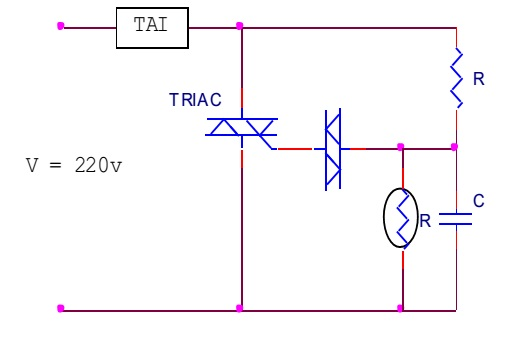 TAI
R
TRIAC
V = 220v
R
C